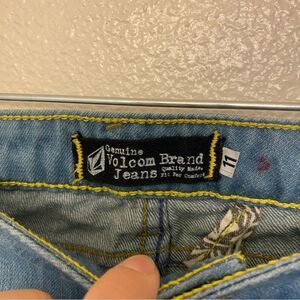 Genuine
Volcom Brand
Jeans
Quality Made.
Fit For Comfort
11